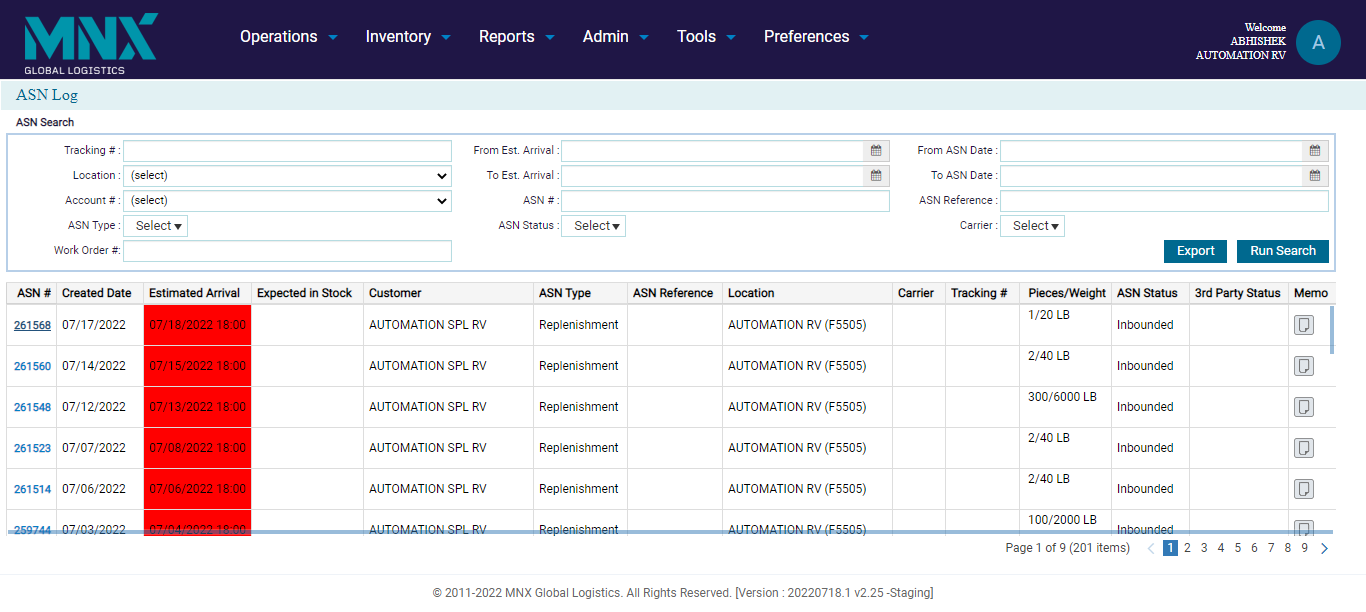 MNX
GLOBAL LOGISTICS
Operations Inventory Reports Admin Tools Preferences
Welcome
ABHISHEK
AUTOMATION RV
A
ASN Log
ASN Search
Tracking # : From Est. Arrival : From ASN Date :
Location : (select) To Est. Arrival : To ASN Date :
Account # : (select) ASN # : ASN Reference :
ASN Type : Select ASN Status : Select Carrier : Select
Work Order #:
Export Run Search
ASN # Created Date Estimated Arrival Expected in Stock Customer ASN Type ASN Reference Location Carrier Tracking # Pieces/Weight ASN Status 3rd Party Status Memo
261568 07/17/2022 07/18/2022 18:00 AUTOMATION SPL RV Replenishment AUTOMATION RV (F5505) 1/20 LB Inbounded
261560 07/14/2022 07/15/2022 18:00 AUTOMATION SPL RV Replenishment AUTOMATION RV (F5505) 2/40 LB Inbounded
261548 07/12/2022 07/13/2022 18:00 AUTOMATION SPL RV Replenishment AUTOMATION RV (F5505) 300/6000 LB Inbounded
261523 07/07/2022 07/08/2022 18:00 AUTOMATION SPL RV Replenishment AUTOMATION RV (F5505) 2/40 LB Inbounded
261514 07/06/2022 07/06/2022 18:00 AUTOMATION SPL RV Replenishment AUTOMATION RV (F5505) 2/40 LB Inbounded
259744 07/03/2022 07/04/2022 18:00 AUTOMATION SPL RV Replenishment AUTOMATION RV (F5505) 100/2000 LB Inbounded
Page 1 of 9 (201 items) 1 2 3 4 5 6 7 8 9
© 2011-2022 MNX Global Logistics. All Rights Reserved. [Version : 20220718.1 v2.25 -Staging]